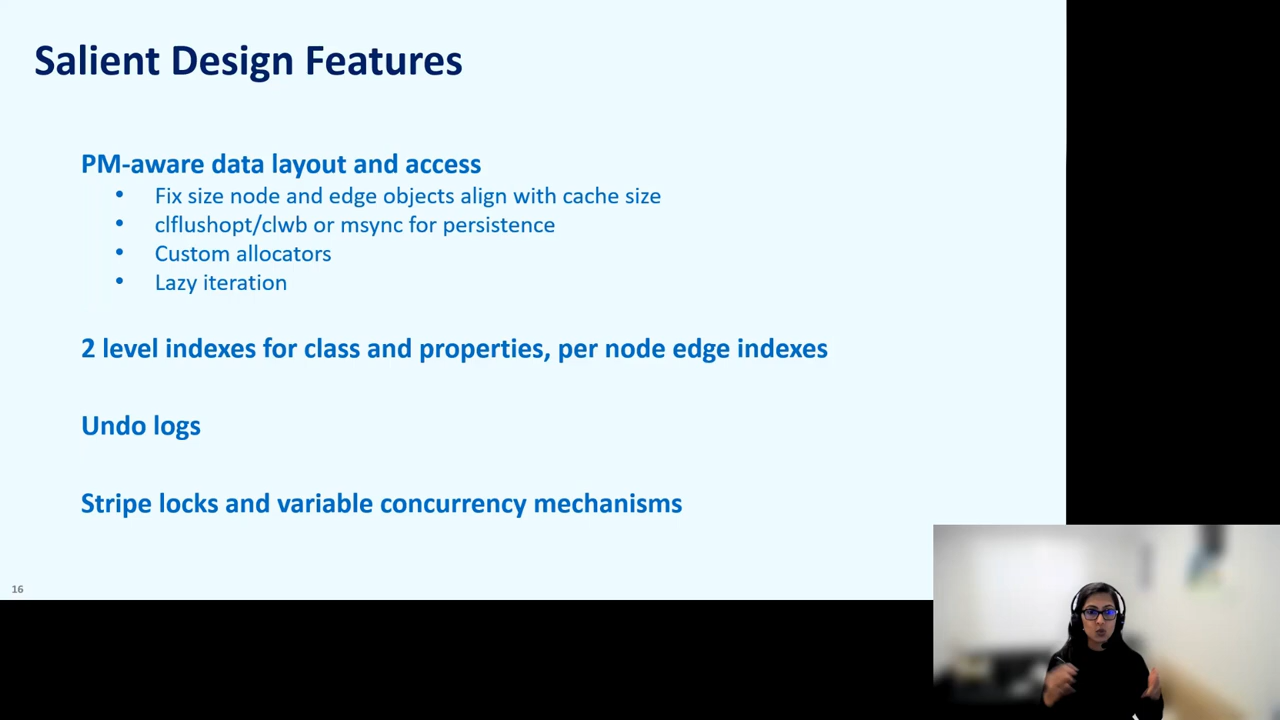 Salient Design Features
PM-aware data layout and access
• Fix size node and edge objects align with cache size
• clflushopt/clwb or msync for persistence
• Custom allocators
• Lazy iteration
2 level indexes for class and properties, per node edge indexes
Undo logs
Stripe locks and variable concurrency mechanisms
16